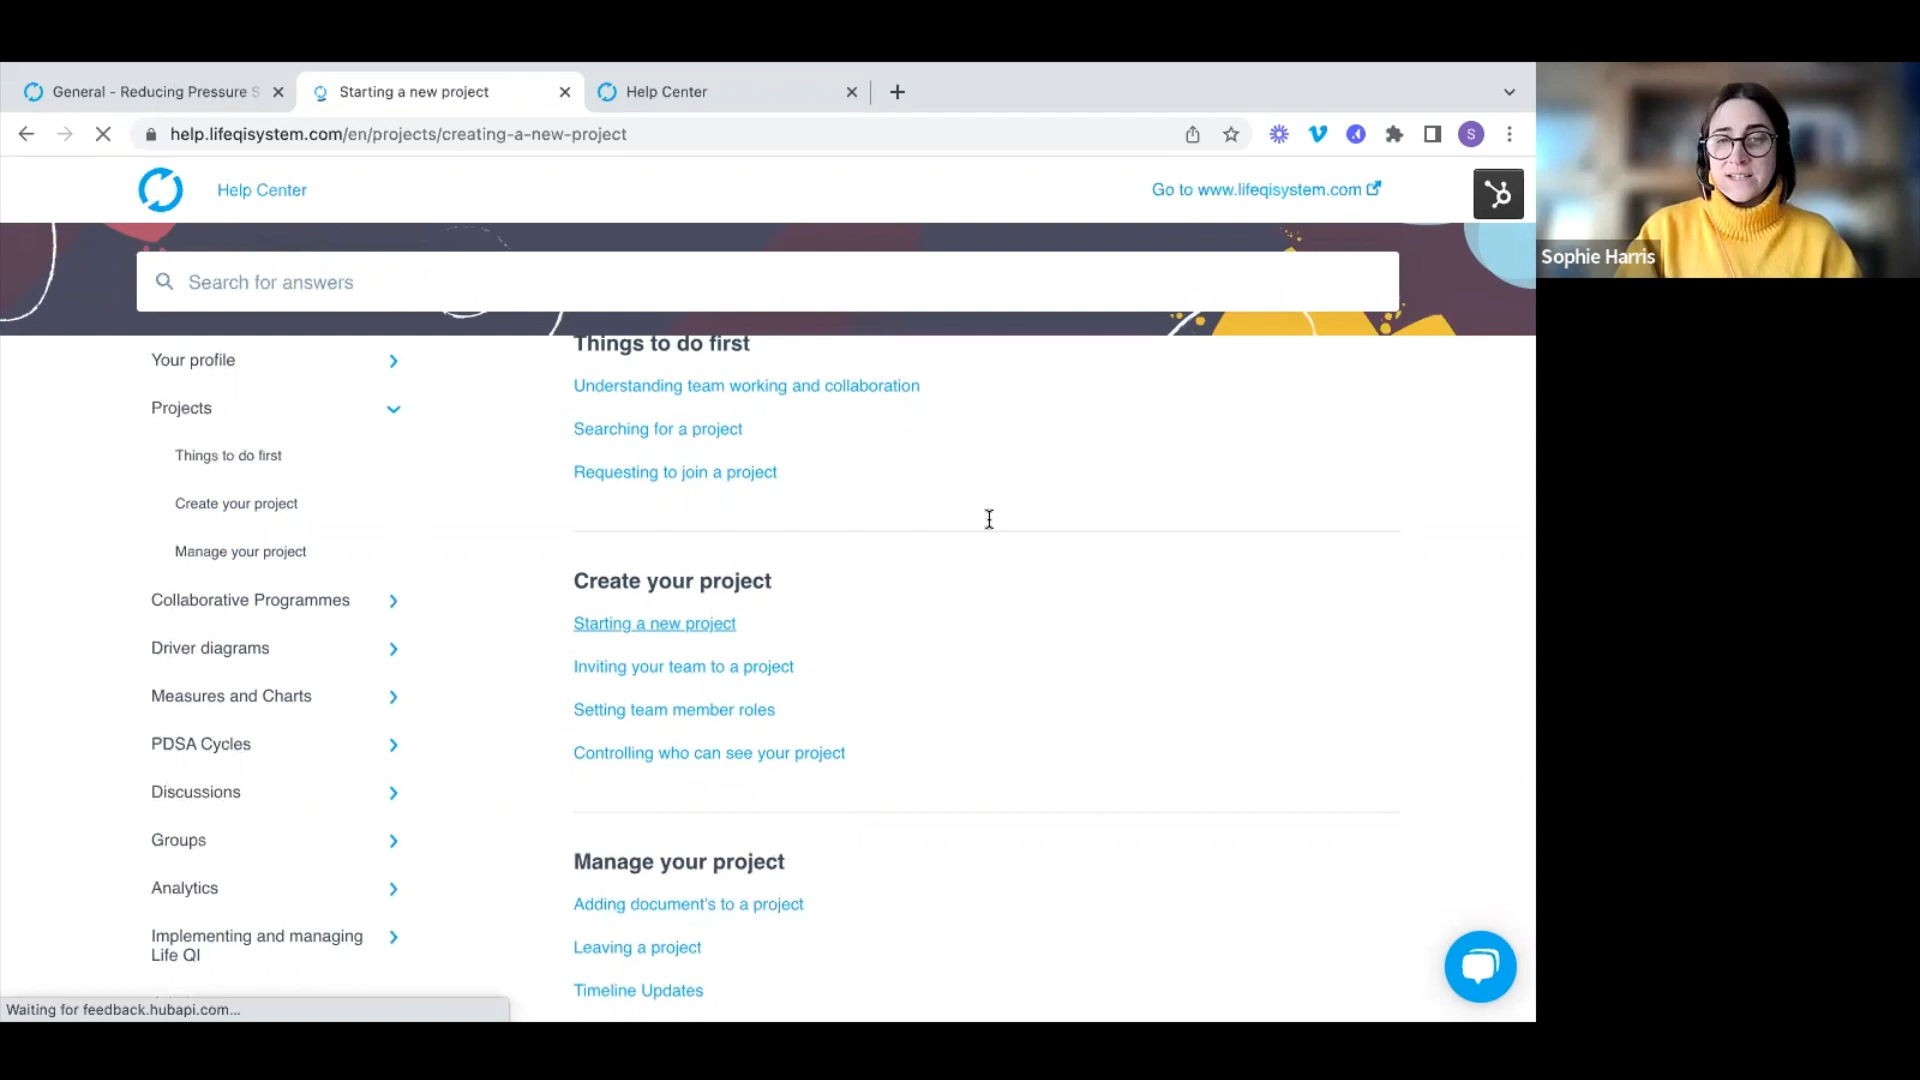 General - Reducing Pressure S
Starting a new project
Help Center
help.lifeqisystem.com/en/projects/creating-a-new-project
S
Help Center
Go to www.lifeqisystem.com
Sophie Harris
Search for answers
Your profile
Projects
Things to do first
Create your project
Manage your project
Collaborative Programmes
Driver diagrams
Measures and Charts
PDSA Cycles
Discussions
Groups
Analytics
Implementing and managing
Life QI
Things to do first
Understanding team working and collaboration
Searching for a project
Requesting to join a project
Create your project
Starting a new project
Inviting your team to a project
Setting team member roles
Controlling who can see your project
Manage your project
Adding document's to a project
Leaving a project
Timeline Updates
Waiting for feedback.hubapi.com...